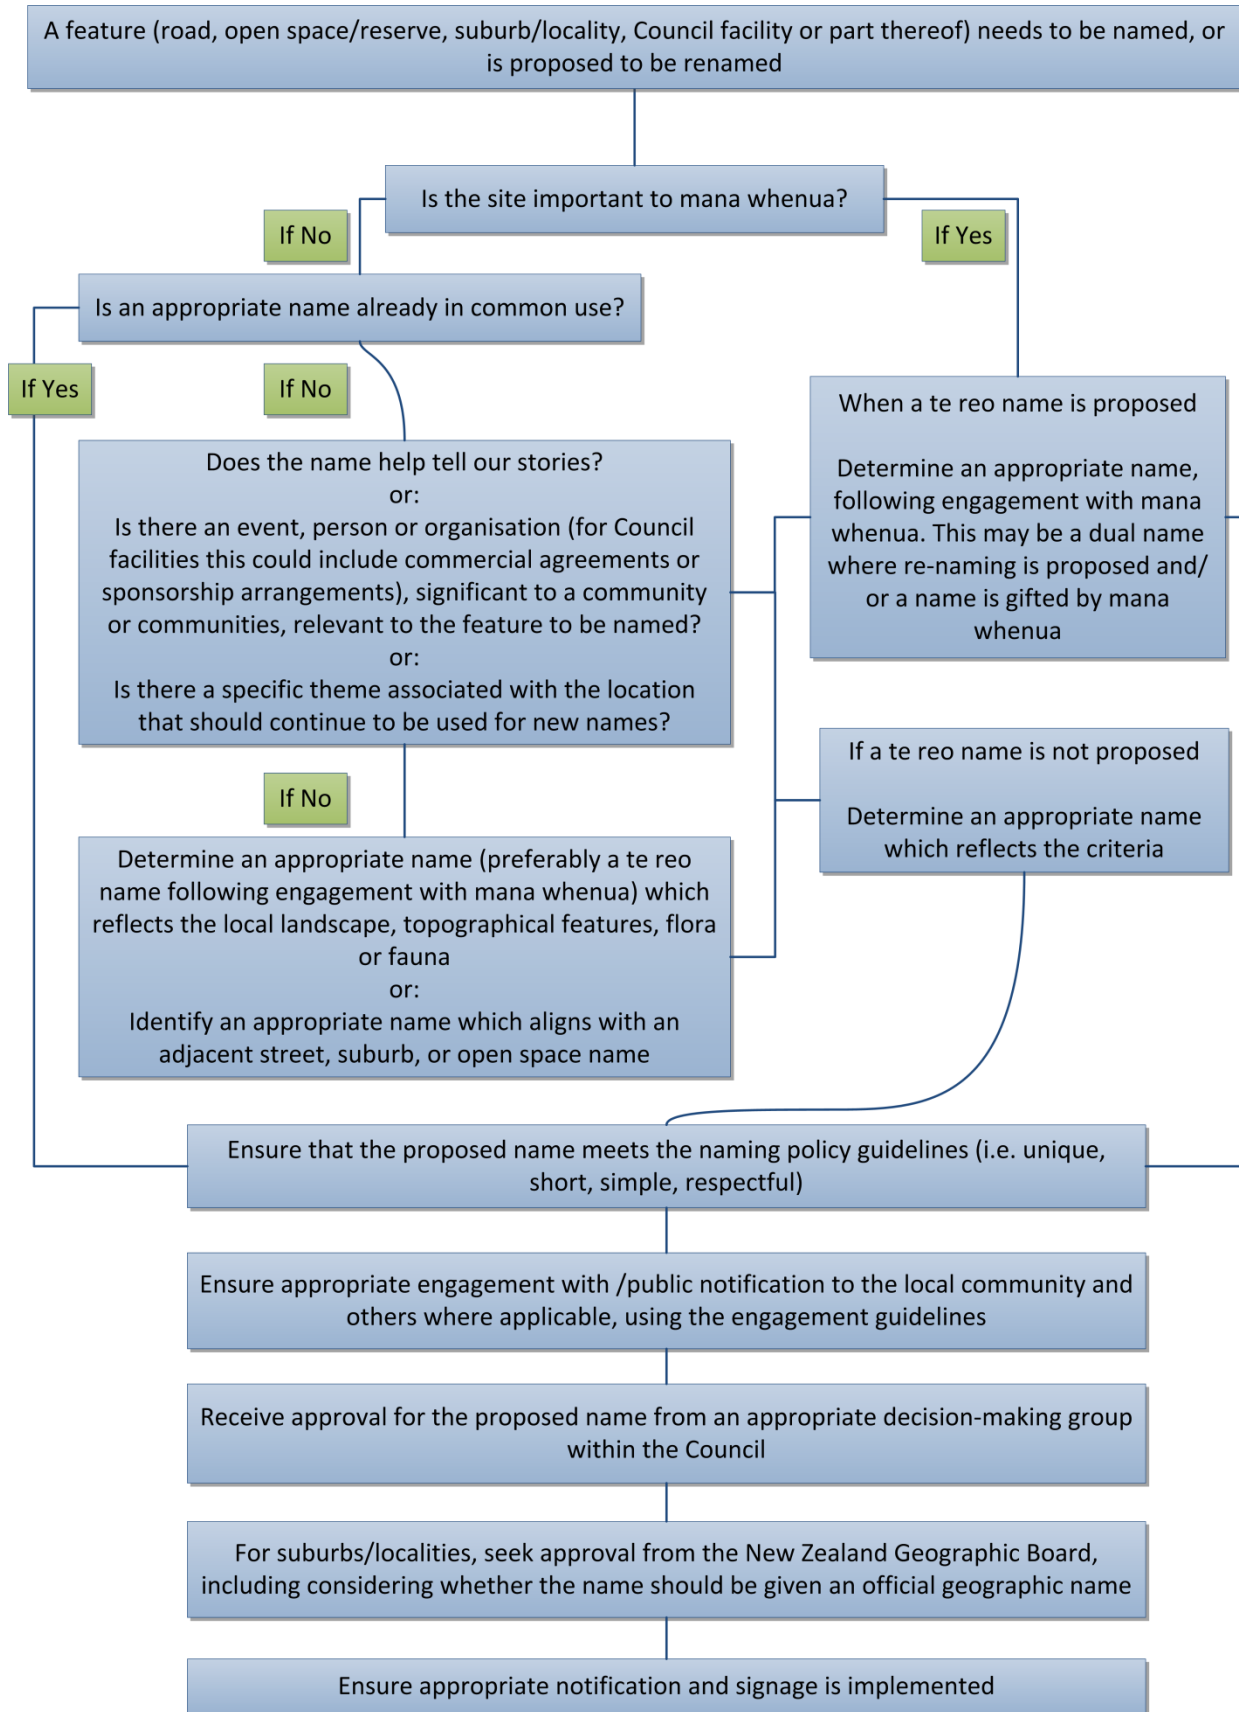 A feature (road, open space/reserve, suburb/locality, Council facility or part thereof) needs to be named, or
is proposed to be renamed
Is the site important to mana whenua?
If No
If Yes
Is an appropriate name already in common use?
If Yes
If No
When a te reo name is proposed
Determine an appropriate name,
following engagement with mana
whenua. This may be a dual name
where re-naming is proposed and/
or a name is gifted by mana
whenua
Does the name help tell our stories?
or:
Is there an event, person or organisation (for Council
facilities this could include commercial agreements or
sponsorship arrangements), significant to a community
or communities, relevant to the feature to be named?
or:
Is there a specific theme associated with the location
that should continue to be used for new names?
If a te reo name is not proposed
Determine an appropriate name
which reflects the criteria
If No
Determine an appropriate name (preferably a te reo
name following engagement with mana whenua) which
reflects the local landscape, topographical features, flora
or fauna
or:
Identify an appropriate name which aligns with an
adjacent street, suburb, or open space name
Ensure that the proposed name meets the naming policy guidelines (i.e. unique,
short, simple, respectful)
Ensure appropriate engagement with /public notification to the local community and
others where applicable, using the engagement guidelines
Receive approval for the proposed name from an appropriate decision-making group
within the Council
For suburbs/localities, seek approval from the New Zealand Geographic Board,
including considering whether the name should be given an official geographic name
Ensure appropriate notification and signage is implemented